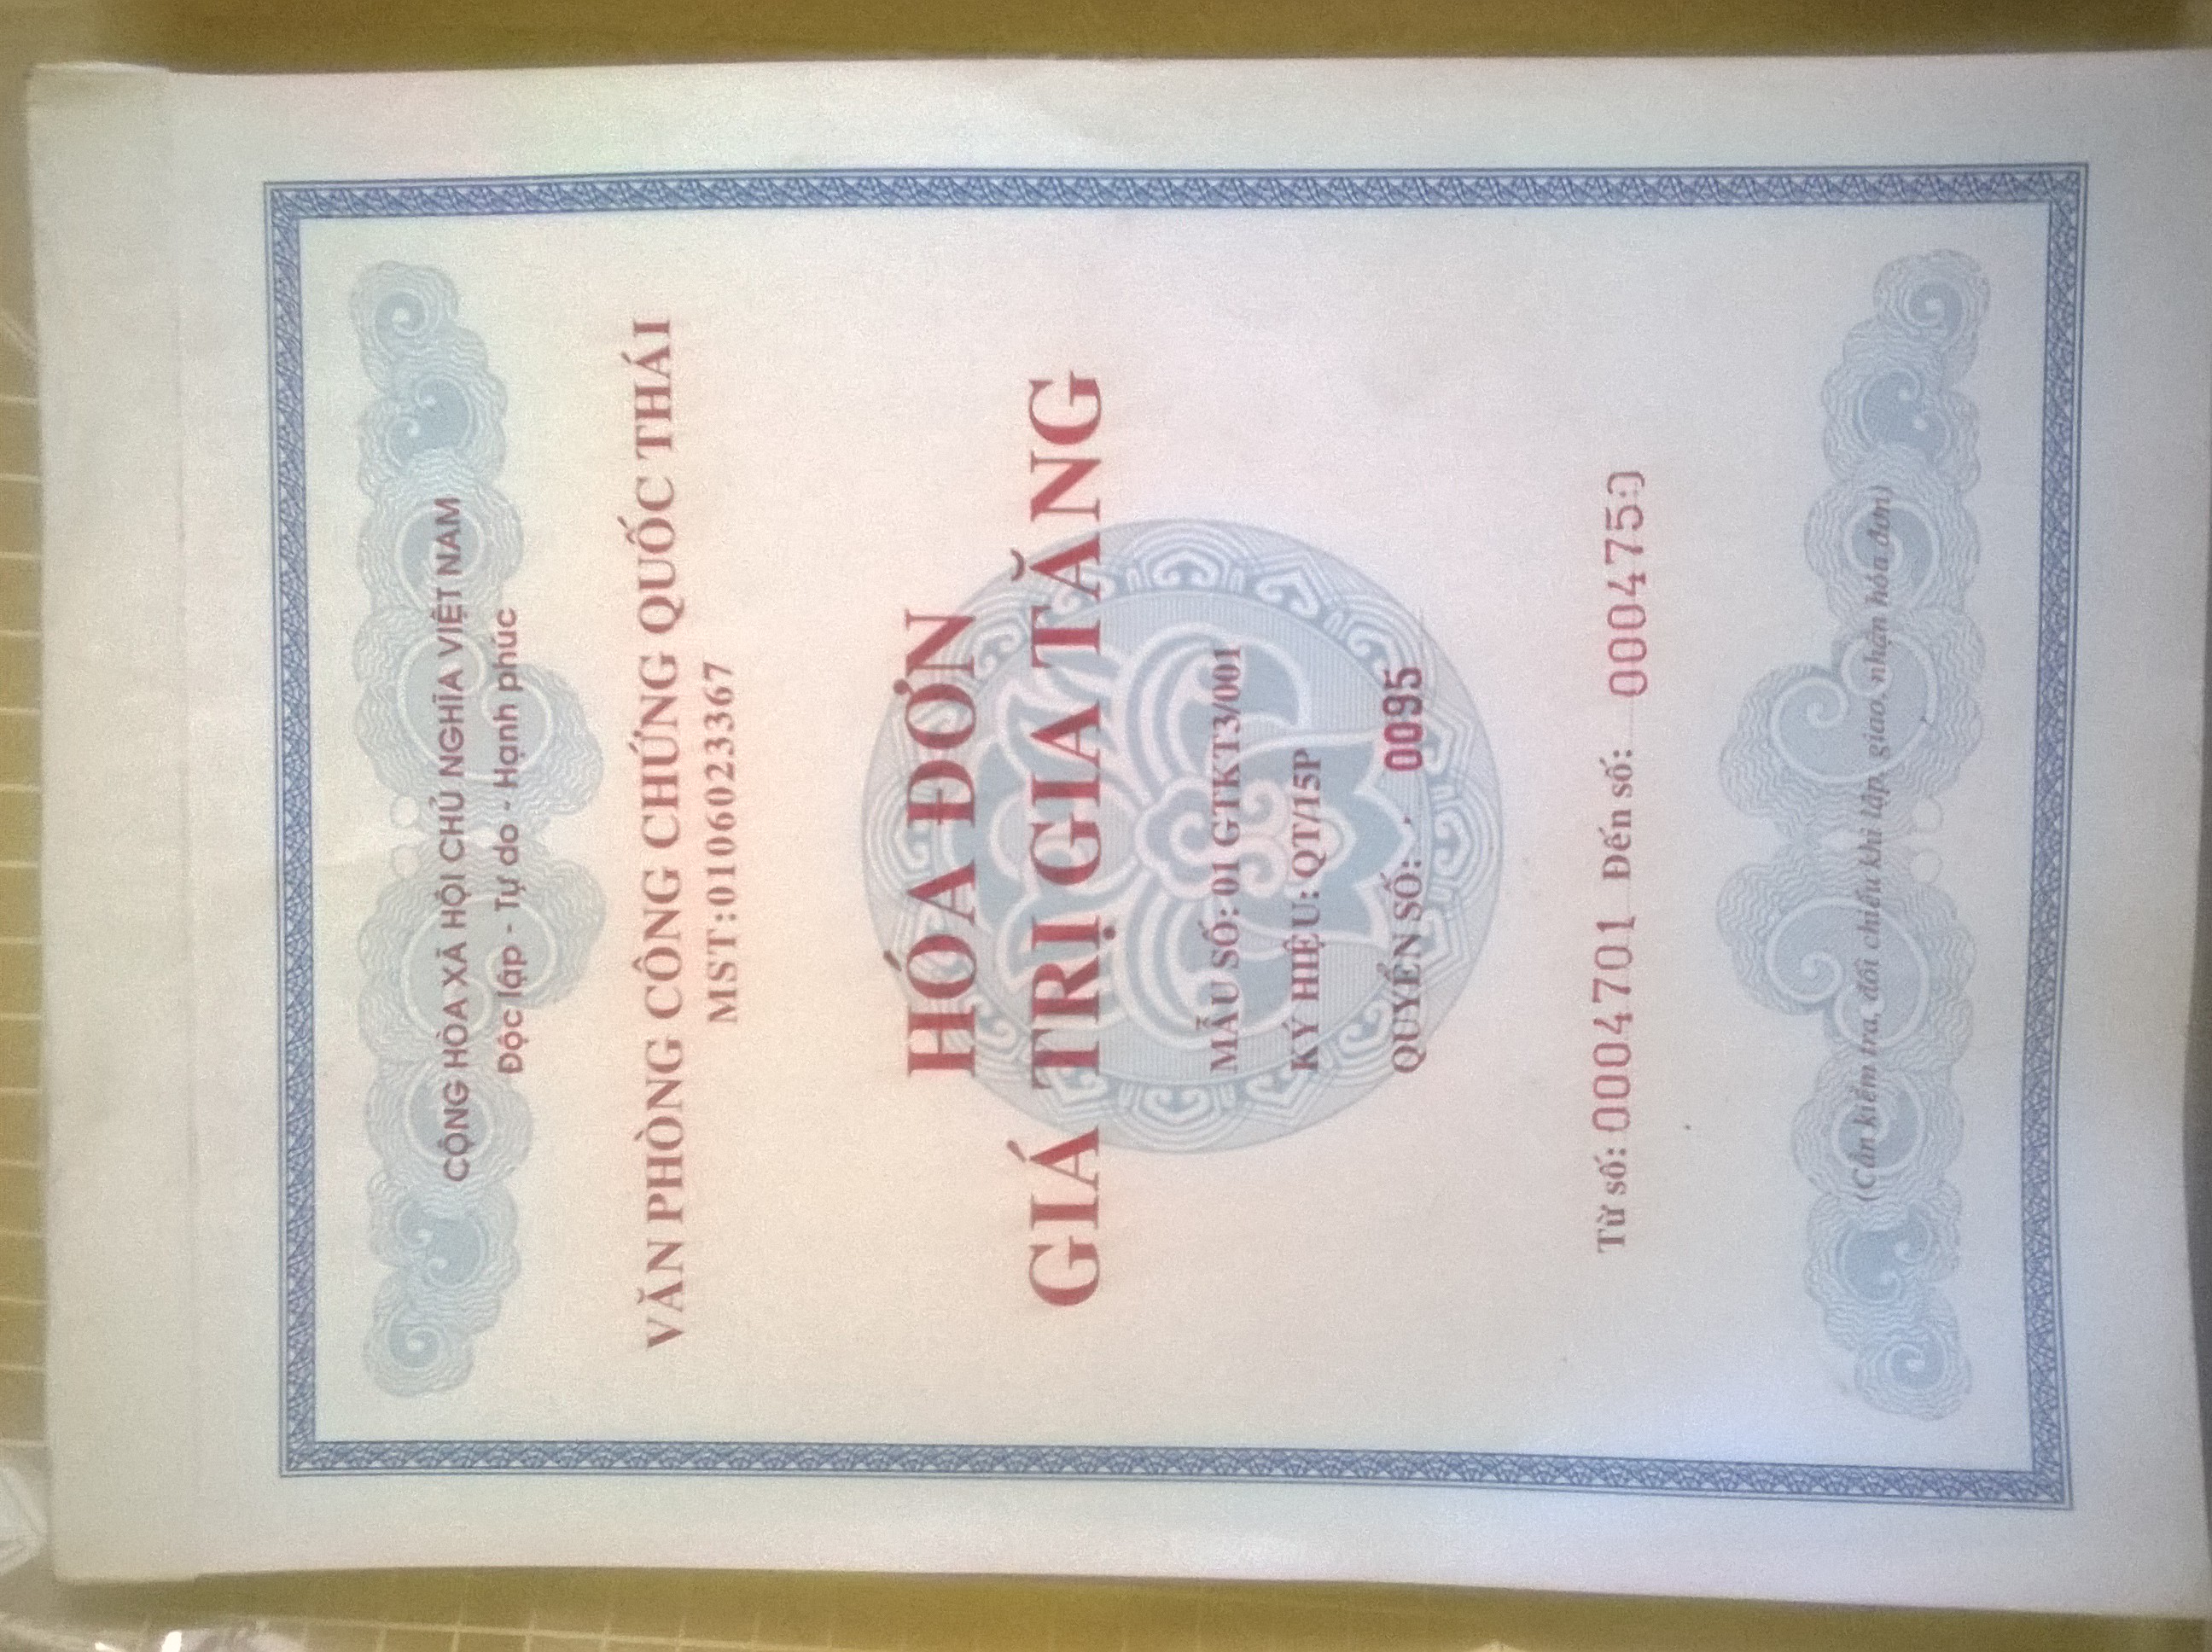 CỘNG HÒA XÃ HỘI CHỦ NGHĨA VIỆT NAM
Độc lập - Tự do - Hạnh phúc
VĂN PHÒNG CÔNG CHỨNG QUỐC THÁI
MST:0106023367
HÓA ĐƠN
GIÁ TRỊ GIA TĂNG
MẪU SỐ: 01 GTKT3/001
KÝ HIỆU: QT/15P
QUYỂN SỐ: 0095
Từ số: 0004701 Đến số: 0004750
(Cần kiểm tra, đối chiếu khi lập, giao, nhận hóa đơn)